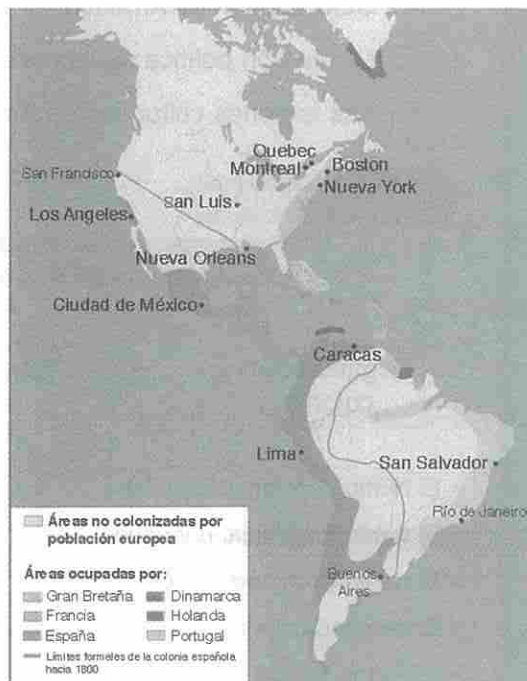 Quebec
Montreal
Boston
San Francisco
Nueva York
San Luis
Los Angeles
Nueva Orleans
Ciudad de México
Caracas
Lima
San Salvador
Río de Janeiro
Buenos
Aires
Áreas no colonizadas por
población europea
Áreas ocupadas por:
Gran Bretaña
Francia
España
Dinamarca
Holanda
Portugal
Límites formeles de la colonia española,
hacia 1800